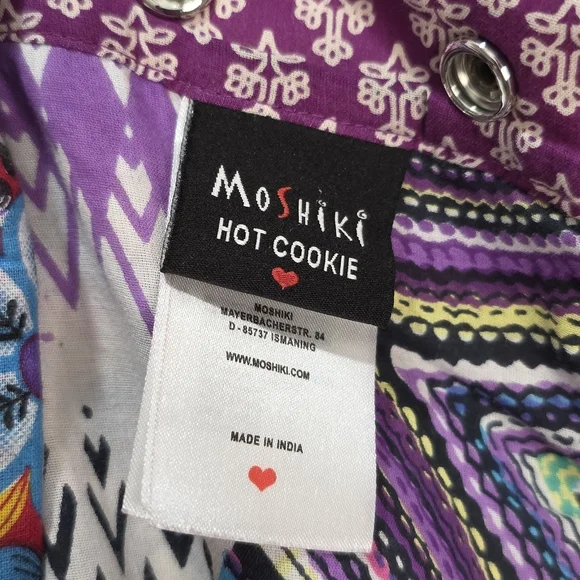 MOSHiKi
HOT COOKIE
MOSHIKI
MAYERBACHERSTR. 84
D - 85737 ISMANING
WWW.MOSHIKI.COM
MADE IN INDIA